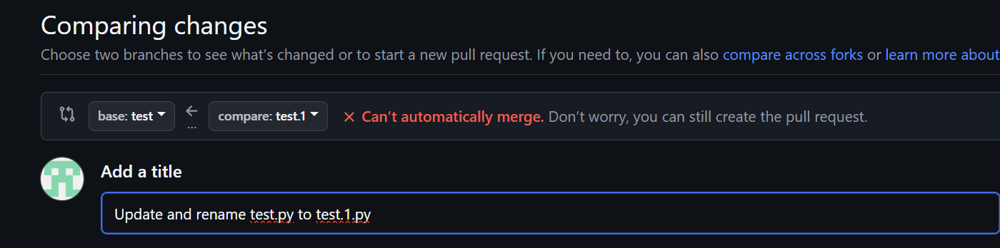 Comparing changes
Choose two branches to see what's changed or to start a new pull request. If you need to, you can also compare across forks or learn more about
base: test ... compare: test.1 Can't automatically merge. Don't worry, you can still create the pull request.
Add a title
Update and rename test.py to test.1.py